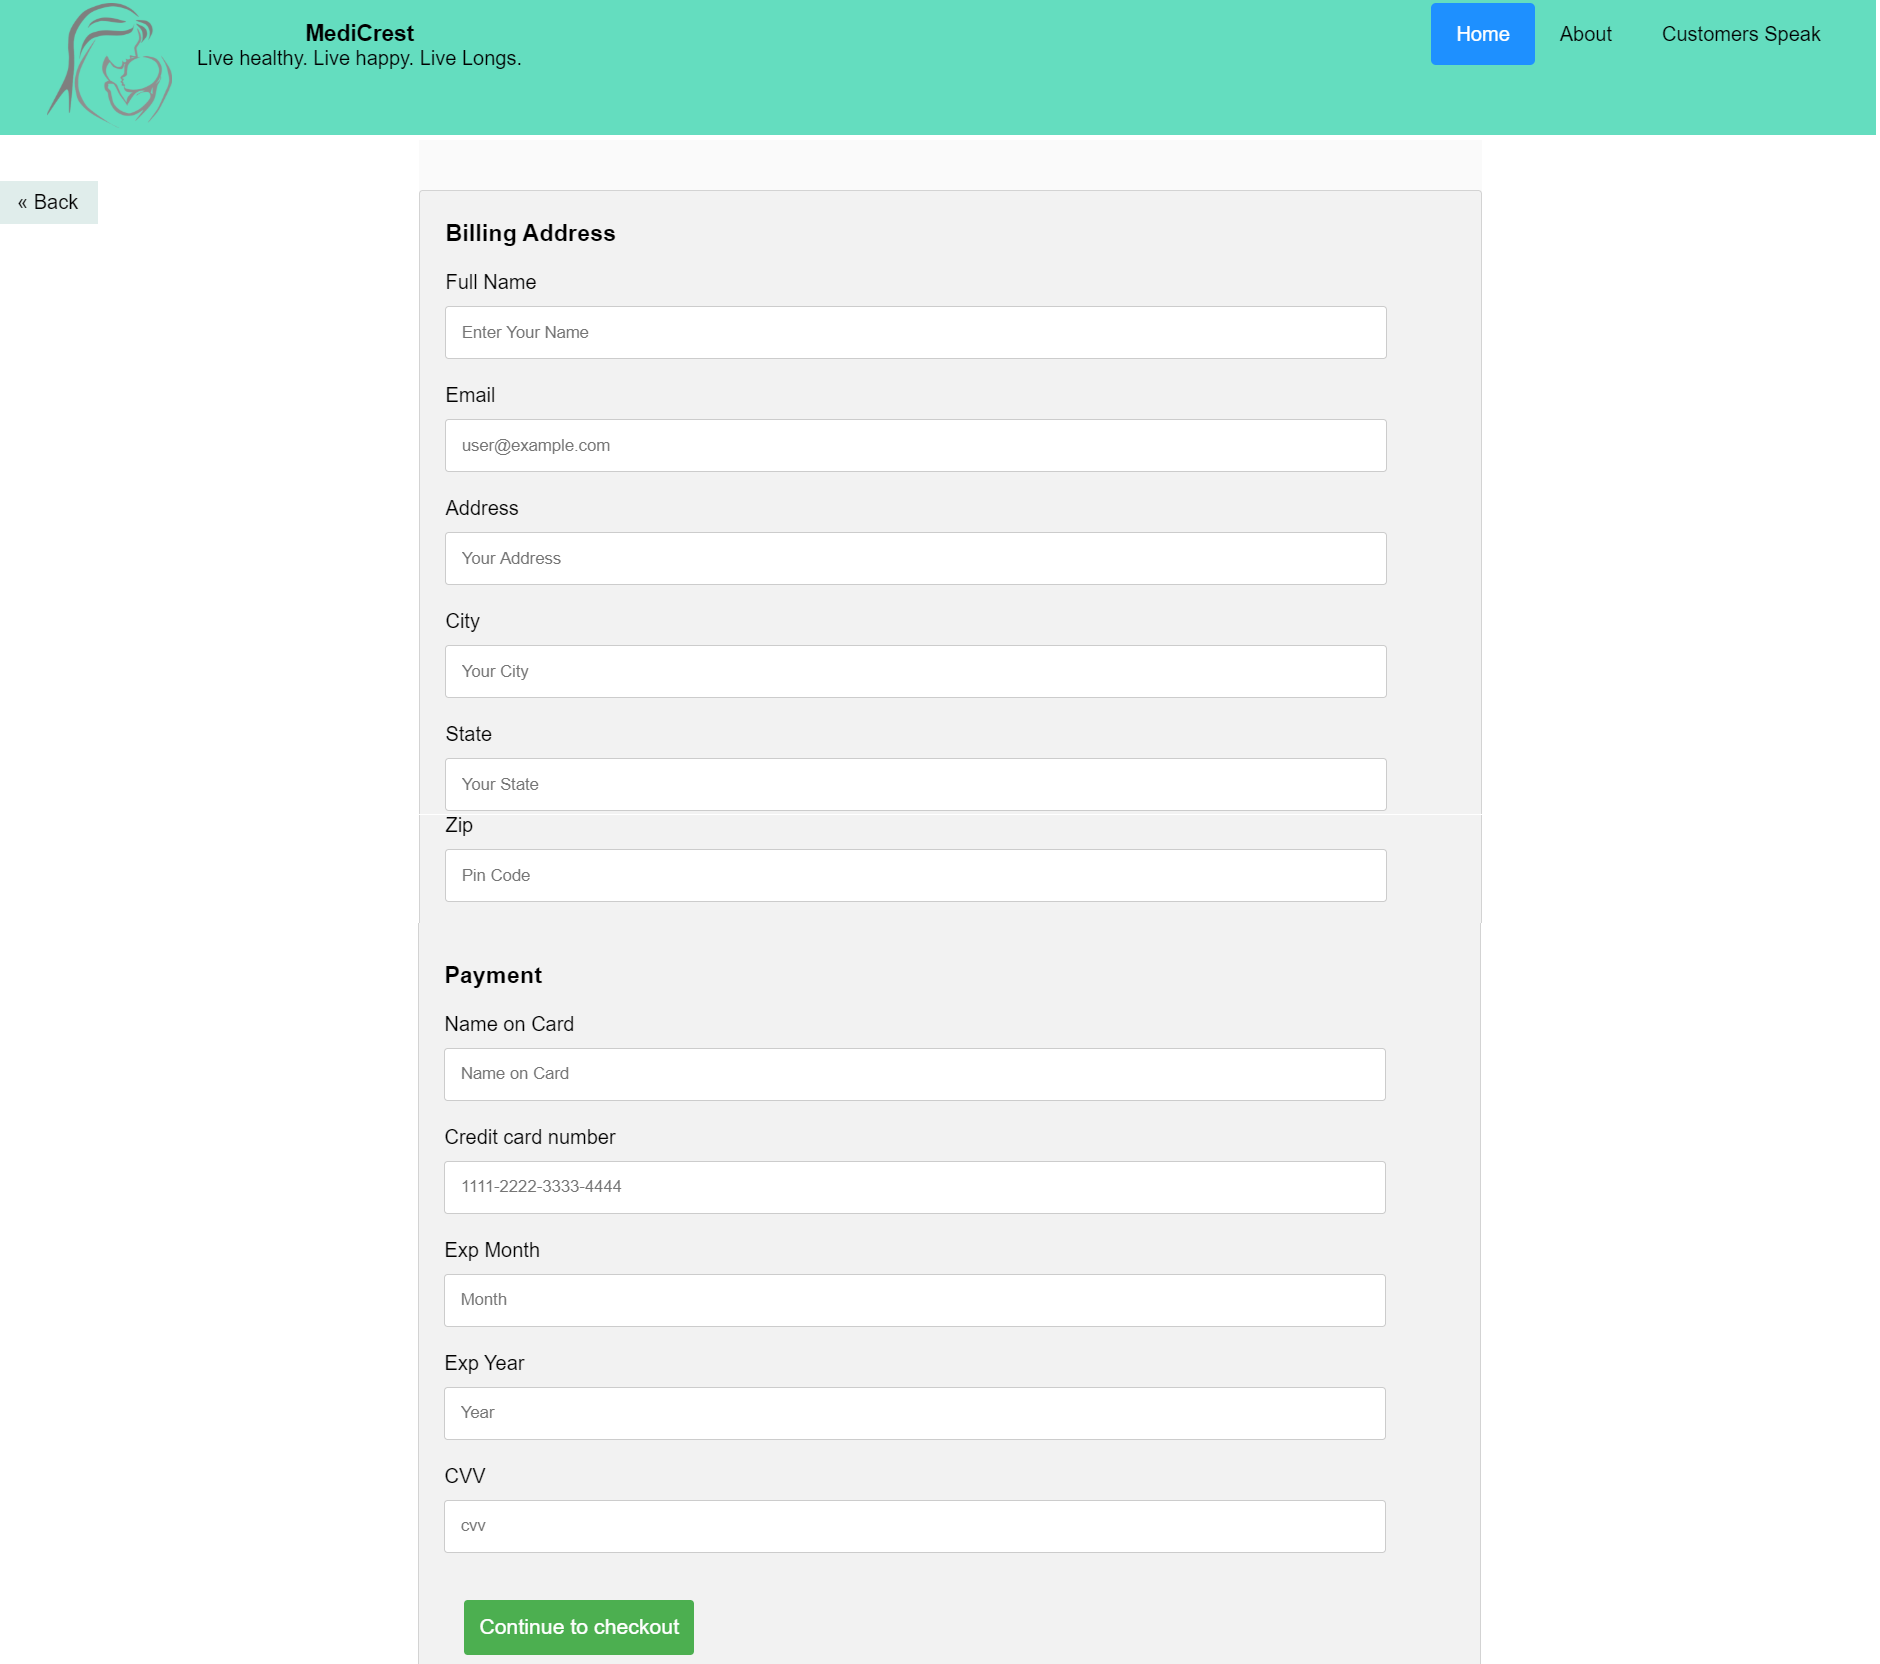 MediCrest
Live healthy. Live happy. Live Longs.
Home
About
Customers Speak
« Back
Billing Address
Full Name
Enter Your Name
Email
user@example.com
Address
Your Address
City
Your City
State
Your State
Zip
Pin Code
Payment
Name on Card
Name on Card
Credit card number
1111-2222-3333-4444
Exp Month
Month
Exp Year
Year
CVV
cvv
Continue to checkout